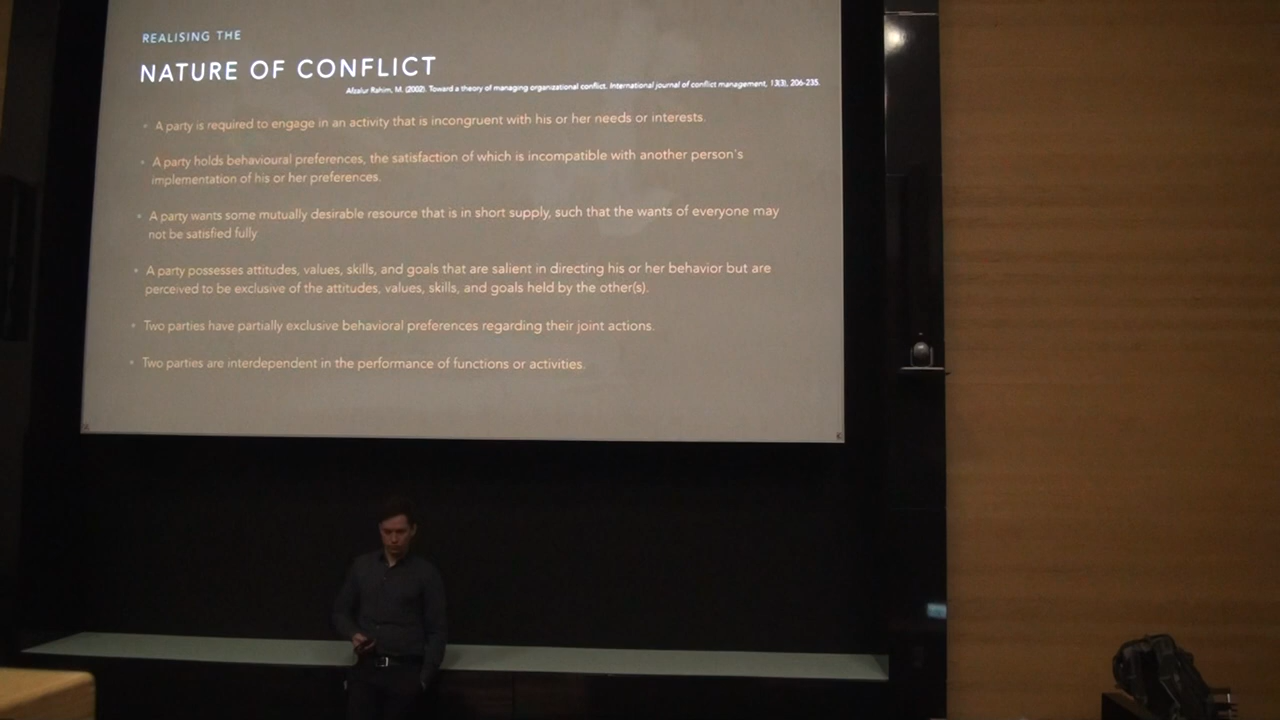 REALISING THE
NATURE OF CONFLICT
Afzalur Rahim, M. (2002). Toward a theory of managing organizational conflict. International journal of conflict management, 13(3), 206-235.
• A party is required to engage in an activity that is incongruent with his or her needs or interests.
• A party holds behavioural preferences, the satisfaction of which is incompatible with another person's
implementation of his or her preferences.
• A party wants some mutually desirable resource that is in short supply, such that the wants of everyone may
not be satisfied fully
• A party possesses attitudes, values, skills, and goals that are salient in directing his or her behavior but are
perceived to be exclusive of the attitudes, values, skills, and goals held by the other(s).
• Two parties have partially exclusive behavioral preferences regarding their joint actions.
• Two parties are interdependent in the performance of functions or activities.